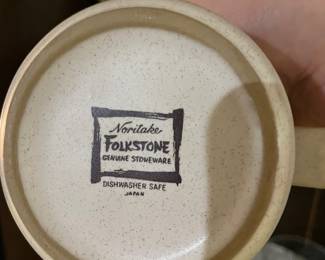 Noritake
FOLKSTONE
GENUINE STONEWARE
DISHWASHER SAFE
JAPAN